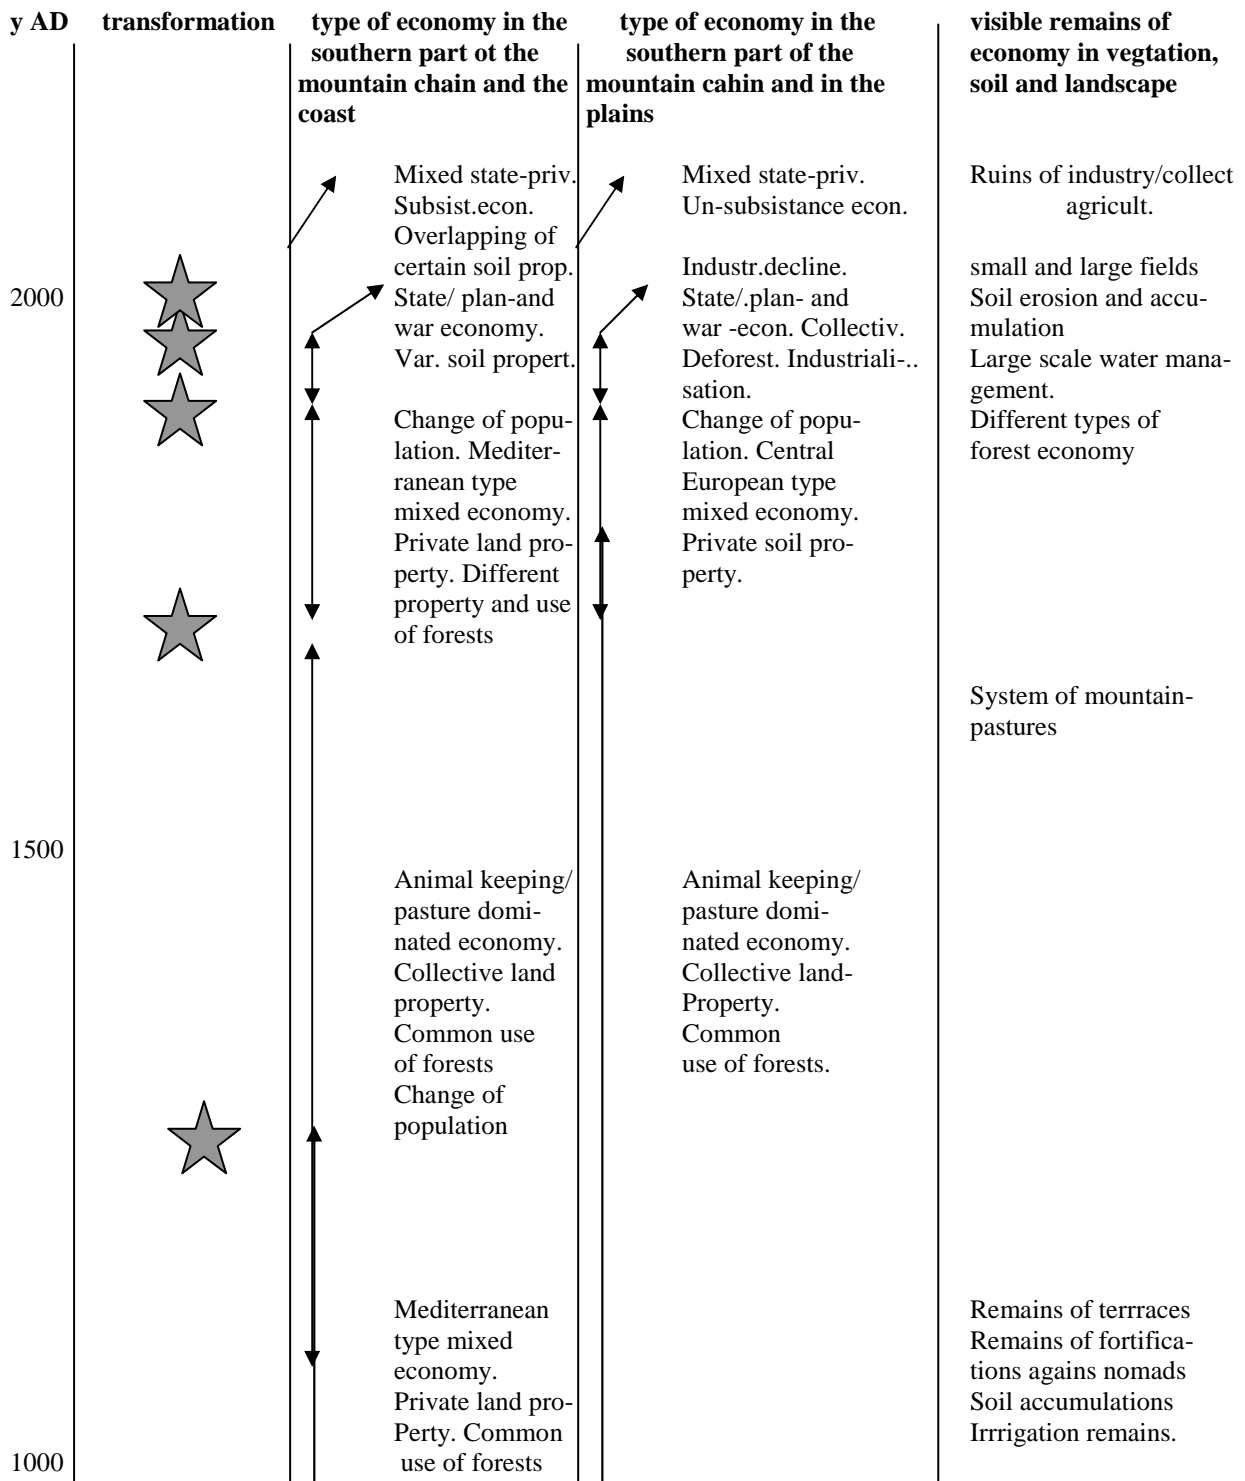 y AD
transformation
type of economy in the
southern part ot the
mountain chain and the
coast
type of economy in the
southern part of the
mountain cahin and in the
plains
visible remains of
economy in vegtation,
soil and landscape
Mixed state-priv.
Subsist.econ.
Overlapping of
certain soil prop.
State/ plan-and
war economy.
Var. soil propert.
Change of popu-
lation. Mediter-
ranean type
mixed economy.
Private land pro-
perty. Different
property and use
of forests
Animal keeping/
pasture domi-
nated economy.
Collective land
property.
Common use
of forests
Change of
population
Mediterranean
type mixed
economy.
Private land pro-
Perty. Common
use of forests
Mixed state-priv.
Un-subsistance econ.
Industr.decline.
State/.plan- and
war -econ. Collectiv.
Deforest. Industriali-..
sation.
Change of popu-
lation. Central
European type
mixed economy.
Private soil pro-
perty.
Animal keeping/
pasture domi-
nated economy.
Collective land-
Property.
Common
use of forests.
Ruins of industry/collect
agricult.
small and large fields
Soil erosion and accu-
mulation
Large scale water mana-
gement.
Different types of
forest economy
System of mountain-
pastures
Remains of terrraces
Remains of fortifica-
tions agains nomads
Soil accumulations
Irrrigation remains.
2000
1500
1000